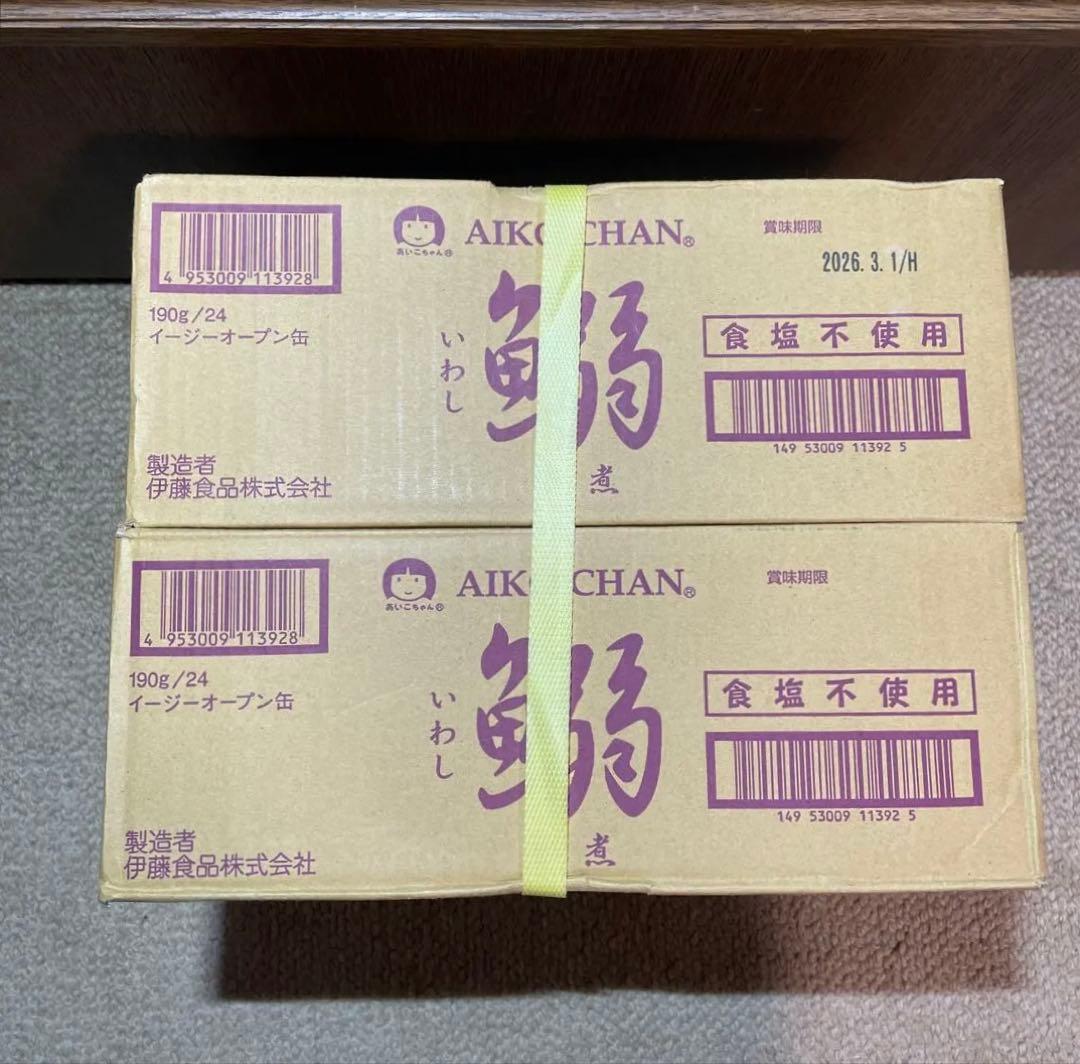 4 953009 113928
190g/24
イージーオープン缶
製造者
伊藤食品株式会社
あいこちゃん®
AIKO CHAN®
いわし
鰯
煮
賞味期限
2026.3.1/H
食塩不使用
149 53009 11392 5
4 953009 113928
190g/24
イージーオープン缶
製造者
伊藤食品株式会社
あいこちゃん®
AIKO CHAN®
いわし
鰯
煮
賞味期限
食塩不使用
149 53009 11392 5